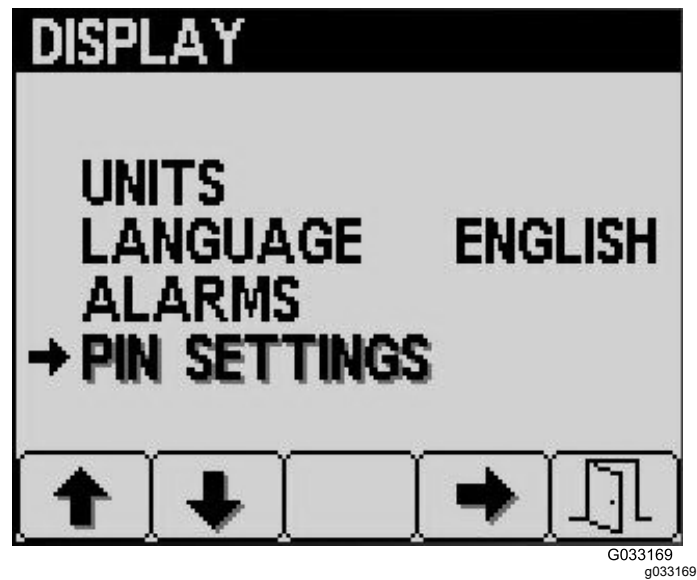 DISPLAY
UNITS
LANGUAGE ENGLISH
ALARMS
PIN SETTINGS
G033169
g033169